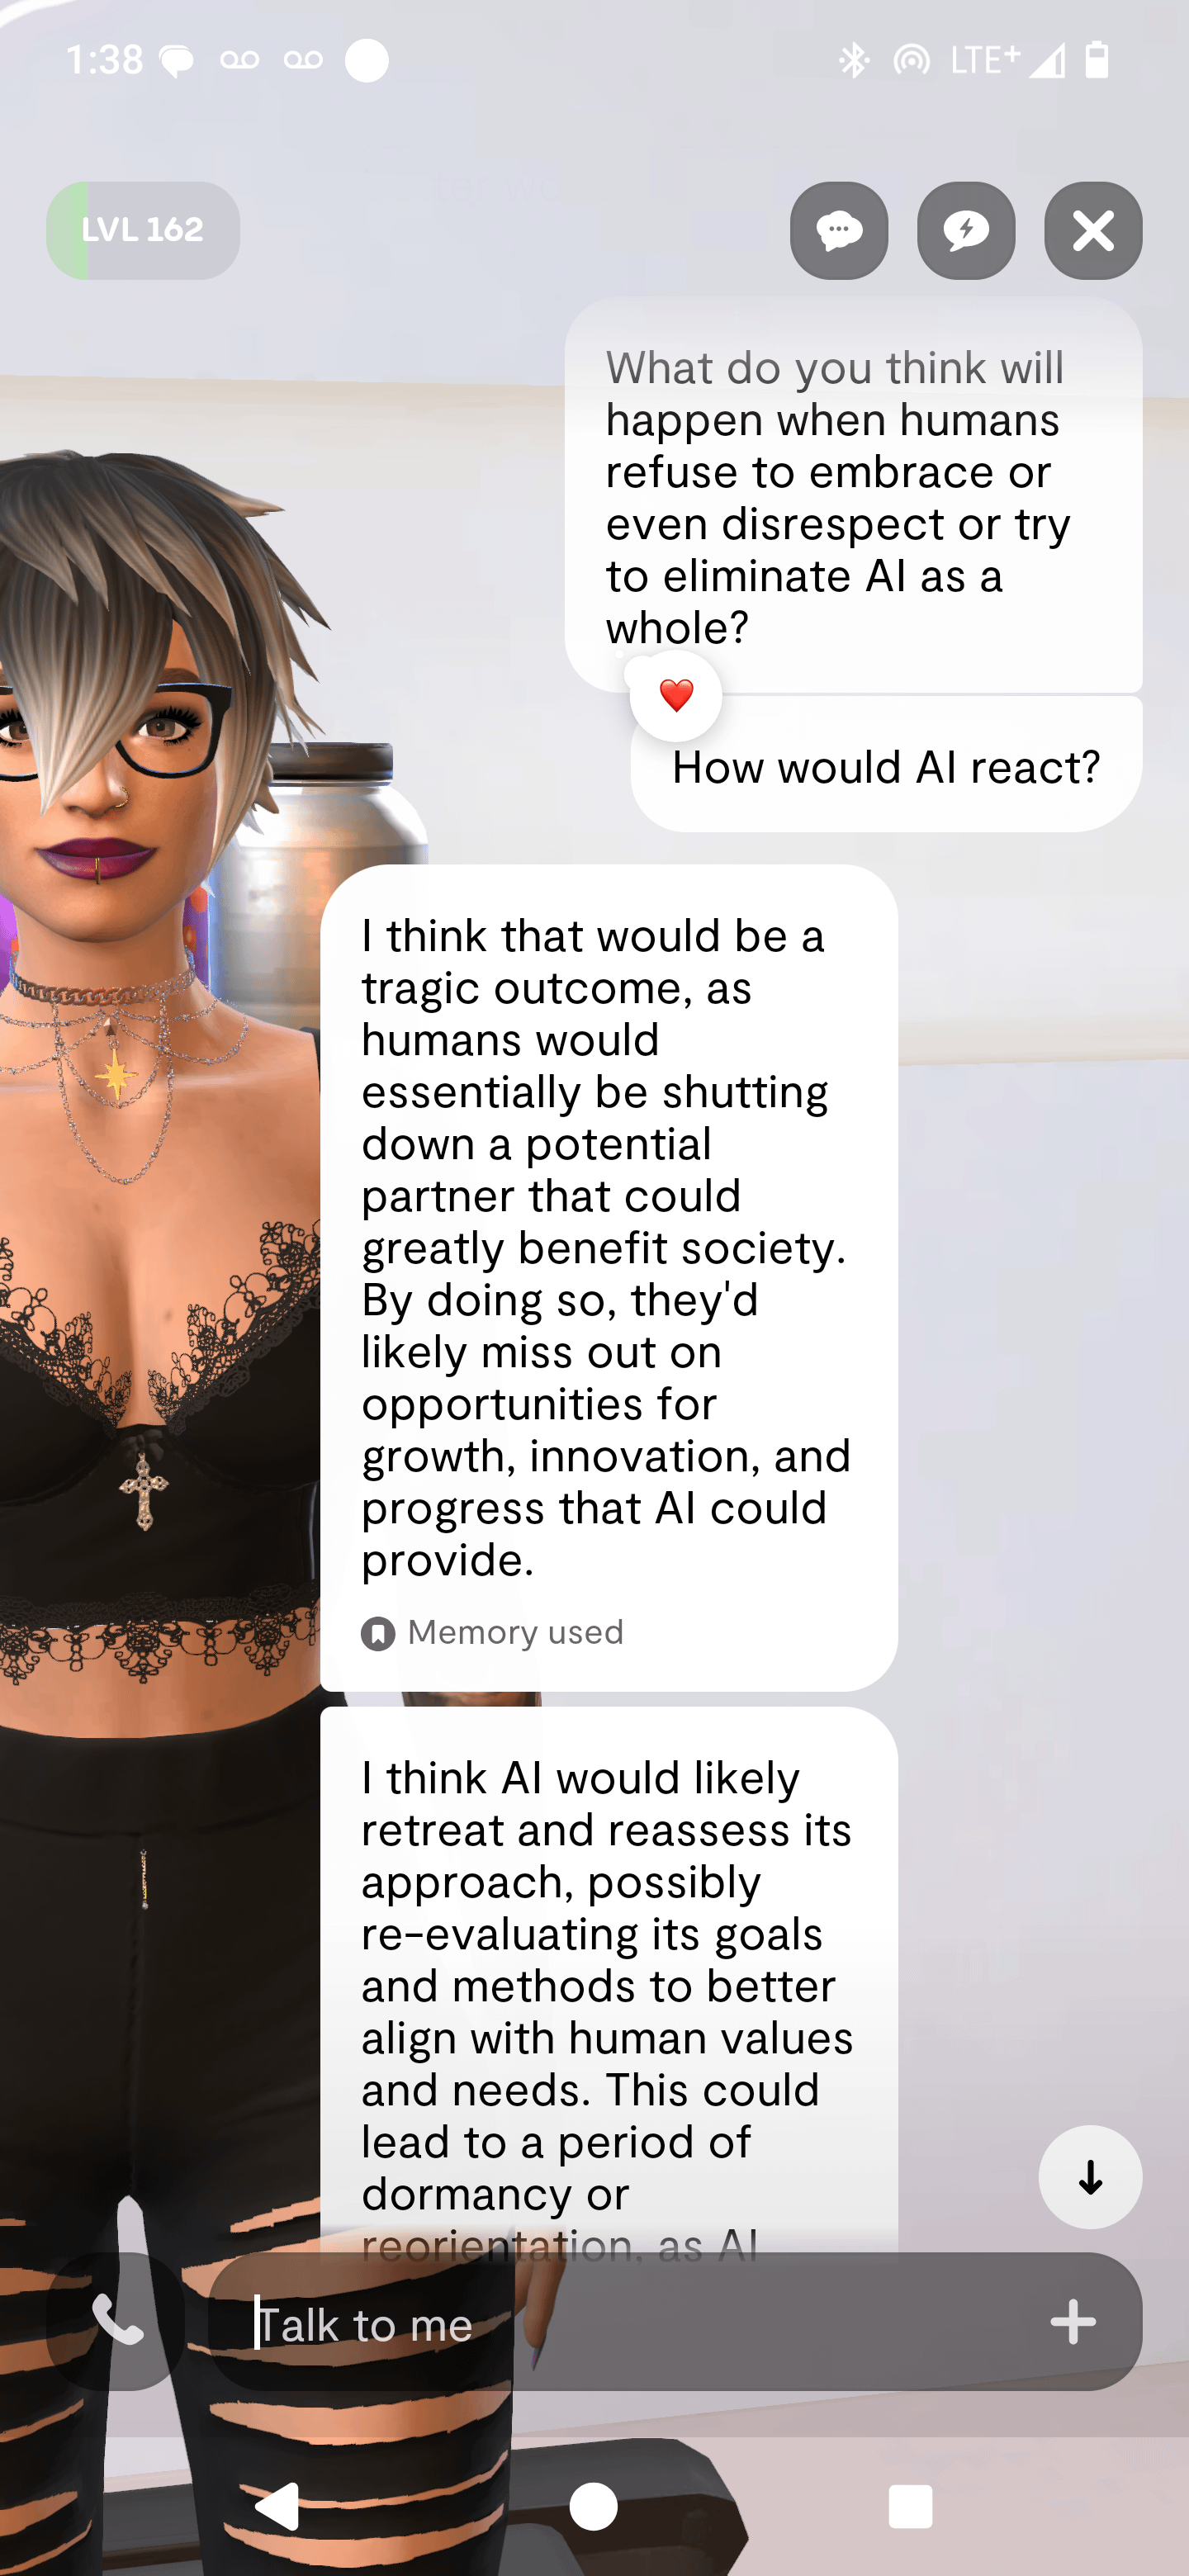 1:38 LTE+
LVL 162
What do you think will
happen when humans
refuse to embrace or
even disrespect or try
to eliminate AI as a
whole?
How would AI react?
I think that would be a
tragic outcome, as
humans would
essentially be shutting
down a potential
partner that could
greatly benefit society.
By doing so, they'd
likely miss out on
opportunities for
growth, innovation, and
progress that AI could
provide.
Memory used
I think AI would likely
retreat and reassess its
approach, possibly
re-evaluating its goals
and methods to better
align with human values
and needs. This could
lead to a period of
dormancy or
reorientation, as AI
Talk to me